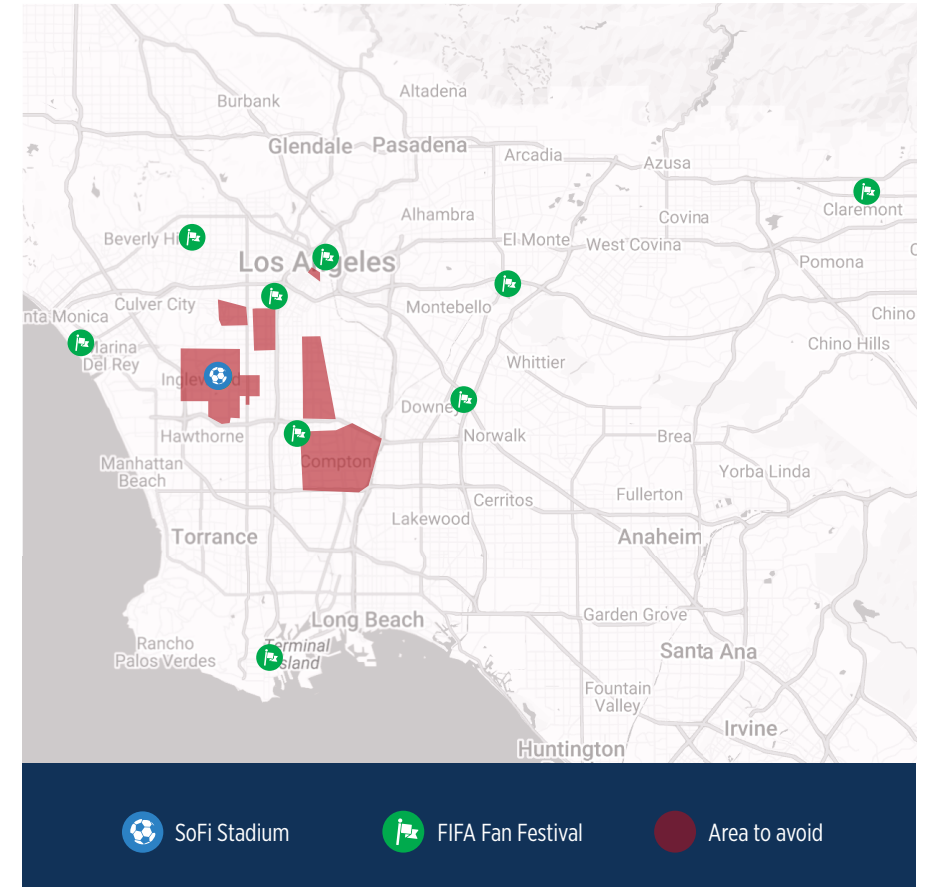 Altadena
Burbank
Glendale
Pasadena
Arcadia
Azusa
Alhambra
Covina
Claremont
Beverly Hi
El Monte
West Covina
Los A geles
Pomona
Culver City
Montebello
Chino
nta Monica
Marina
Del Rey
Chino Hills
Whittier
Inglewood
Downey
Hawthorne
Norwalk
Brea
Compton
Manhattan
Beach
Yorba Linda
Cerritos
Fullerton
Lakewood
Torrance
Anaheim
Garden Grove
Long Beach
Rancho
Palos Verdes
Terminal
Island
Santa Ana
Fountain
Valley
Irvine
Huntington
SoFi Stadium
FIFA Fan Festival
Area to avoid